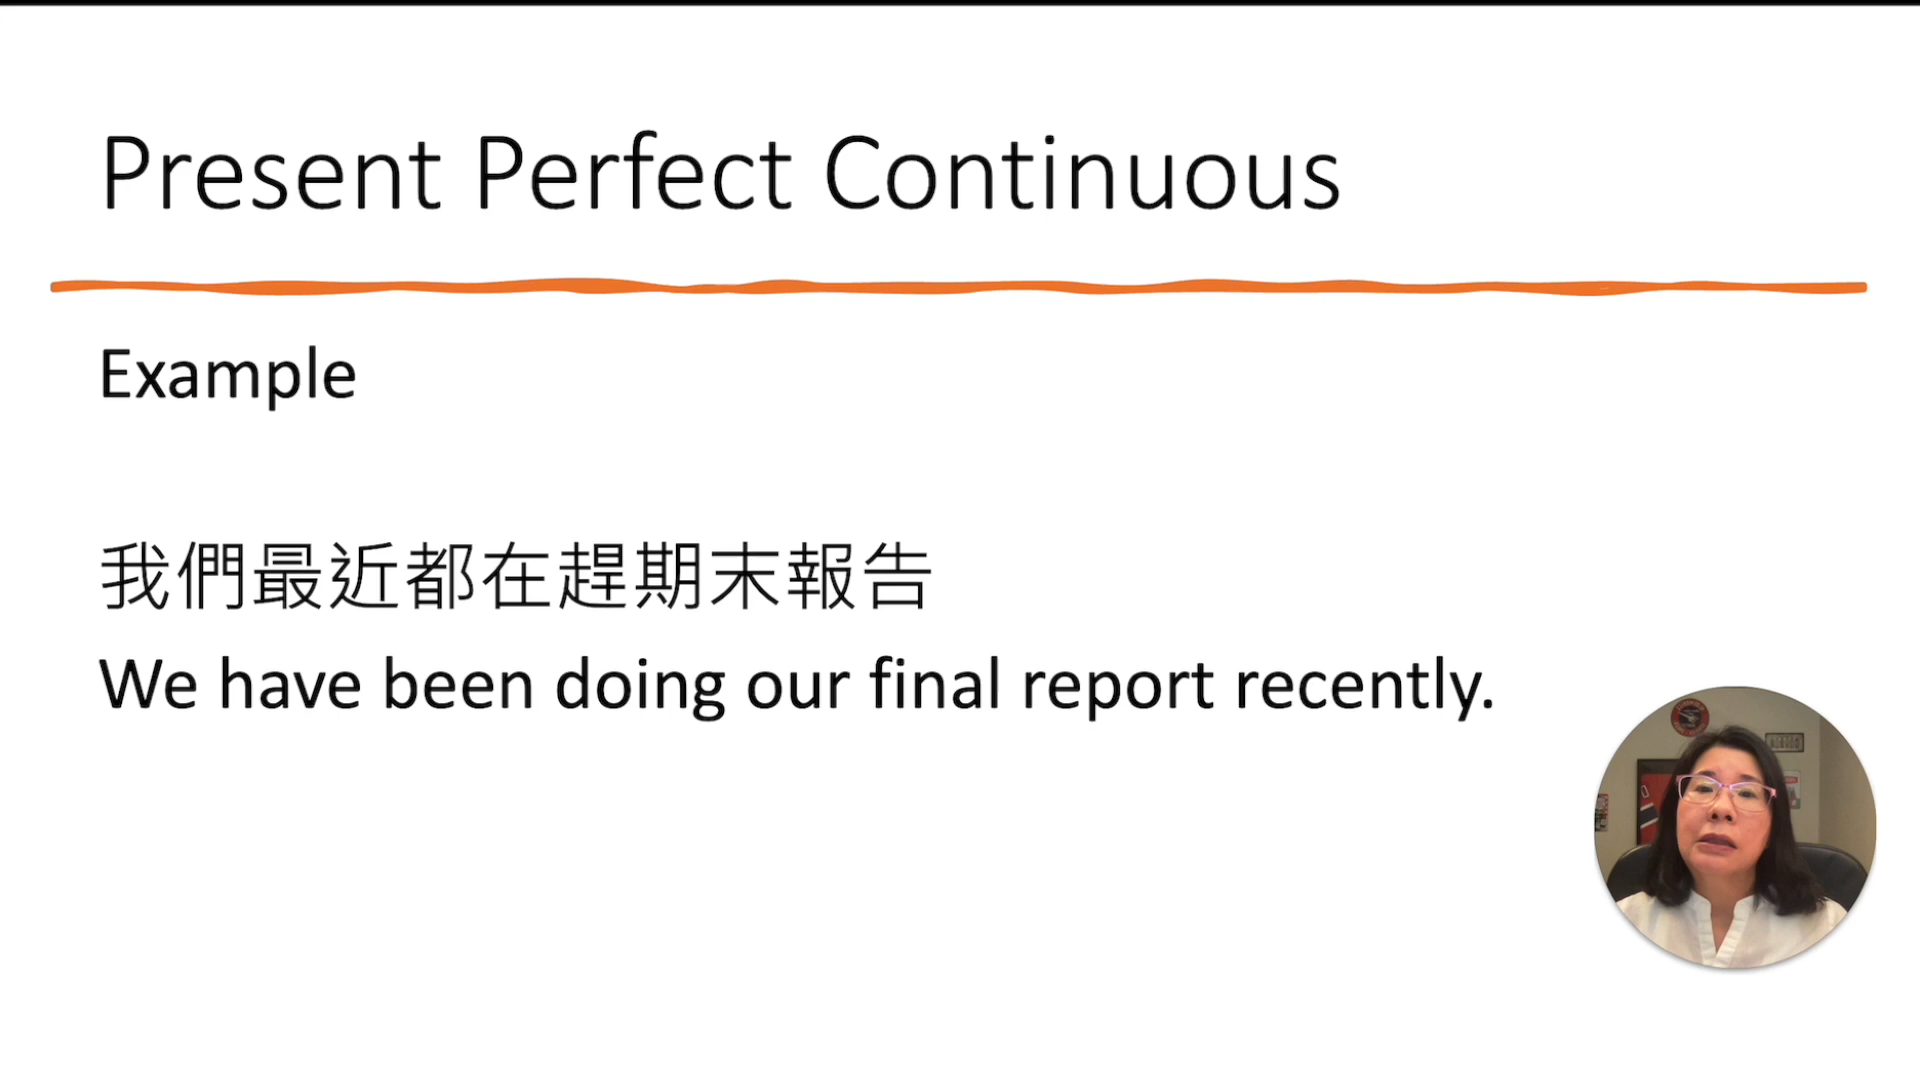 Present Perfect Continuous
Example
我們最近都在趕期末報告
We have been doing our final report recently.